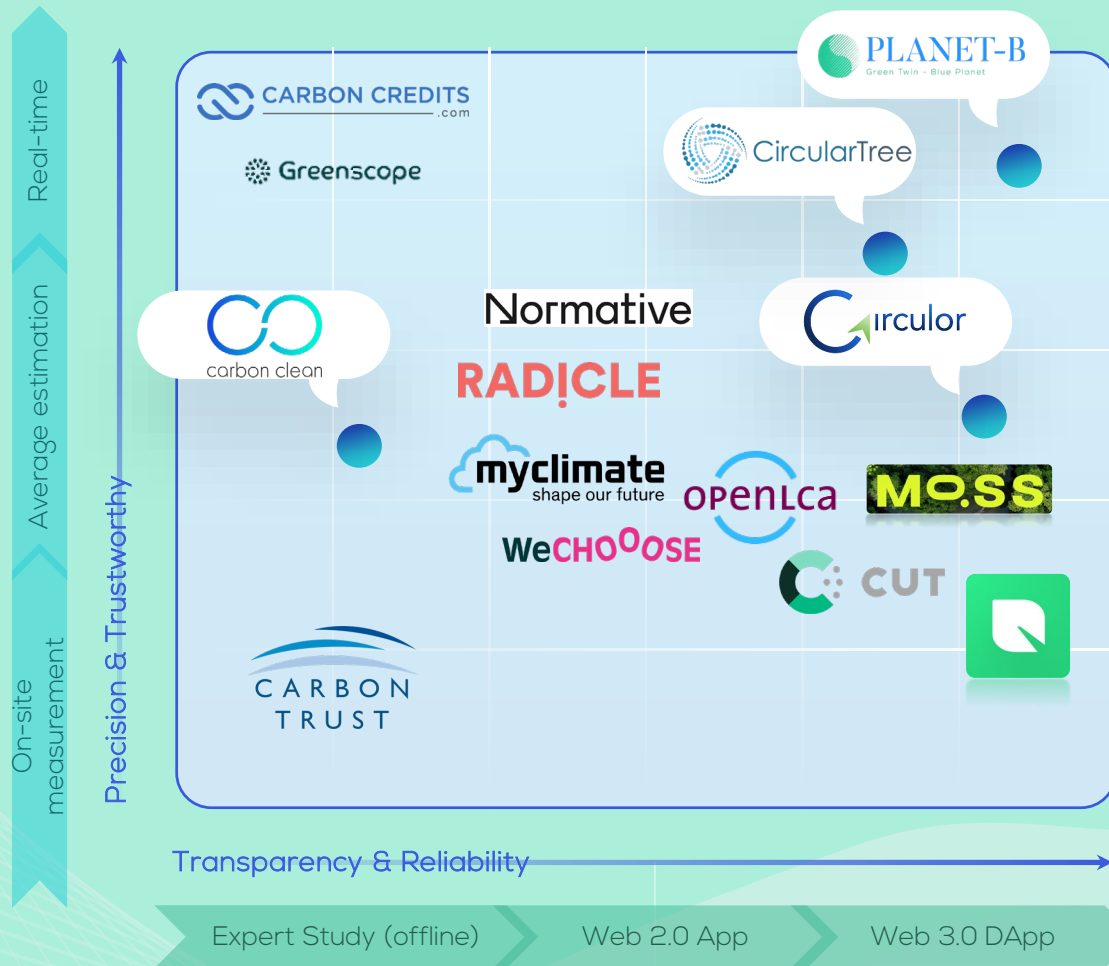 PLANET-B
Green Twin - Blue Planet
CARBON CREDITS
.com
CircularTree
Greenscope
Real-time
Normative
Circulor
carbon clean
RADICLE
Average estimation
myclimate
shape our future
openLca
MOSS
WeCHOOOSE
CUT
Precision & Trustworthy
On-site
measurement
CARBON
TRUST
Transparency & Reliability
Expert Study (offline)
Web 2.0 App
Web 3.0 DApp